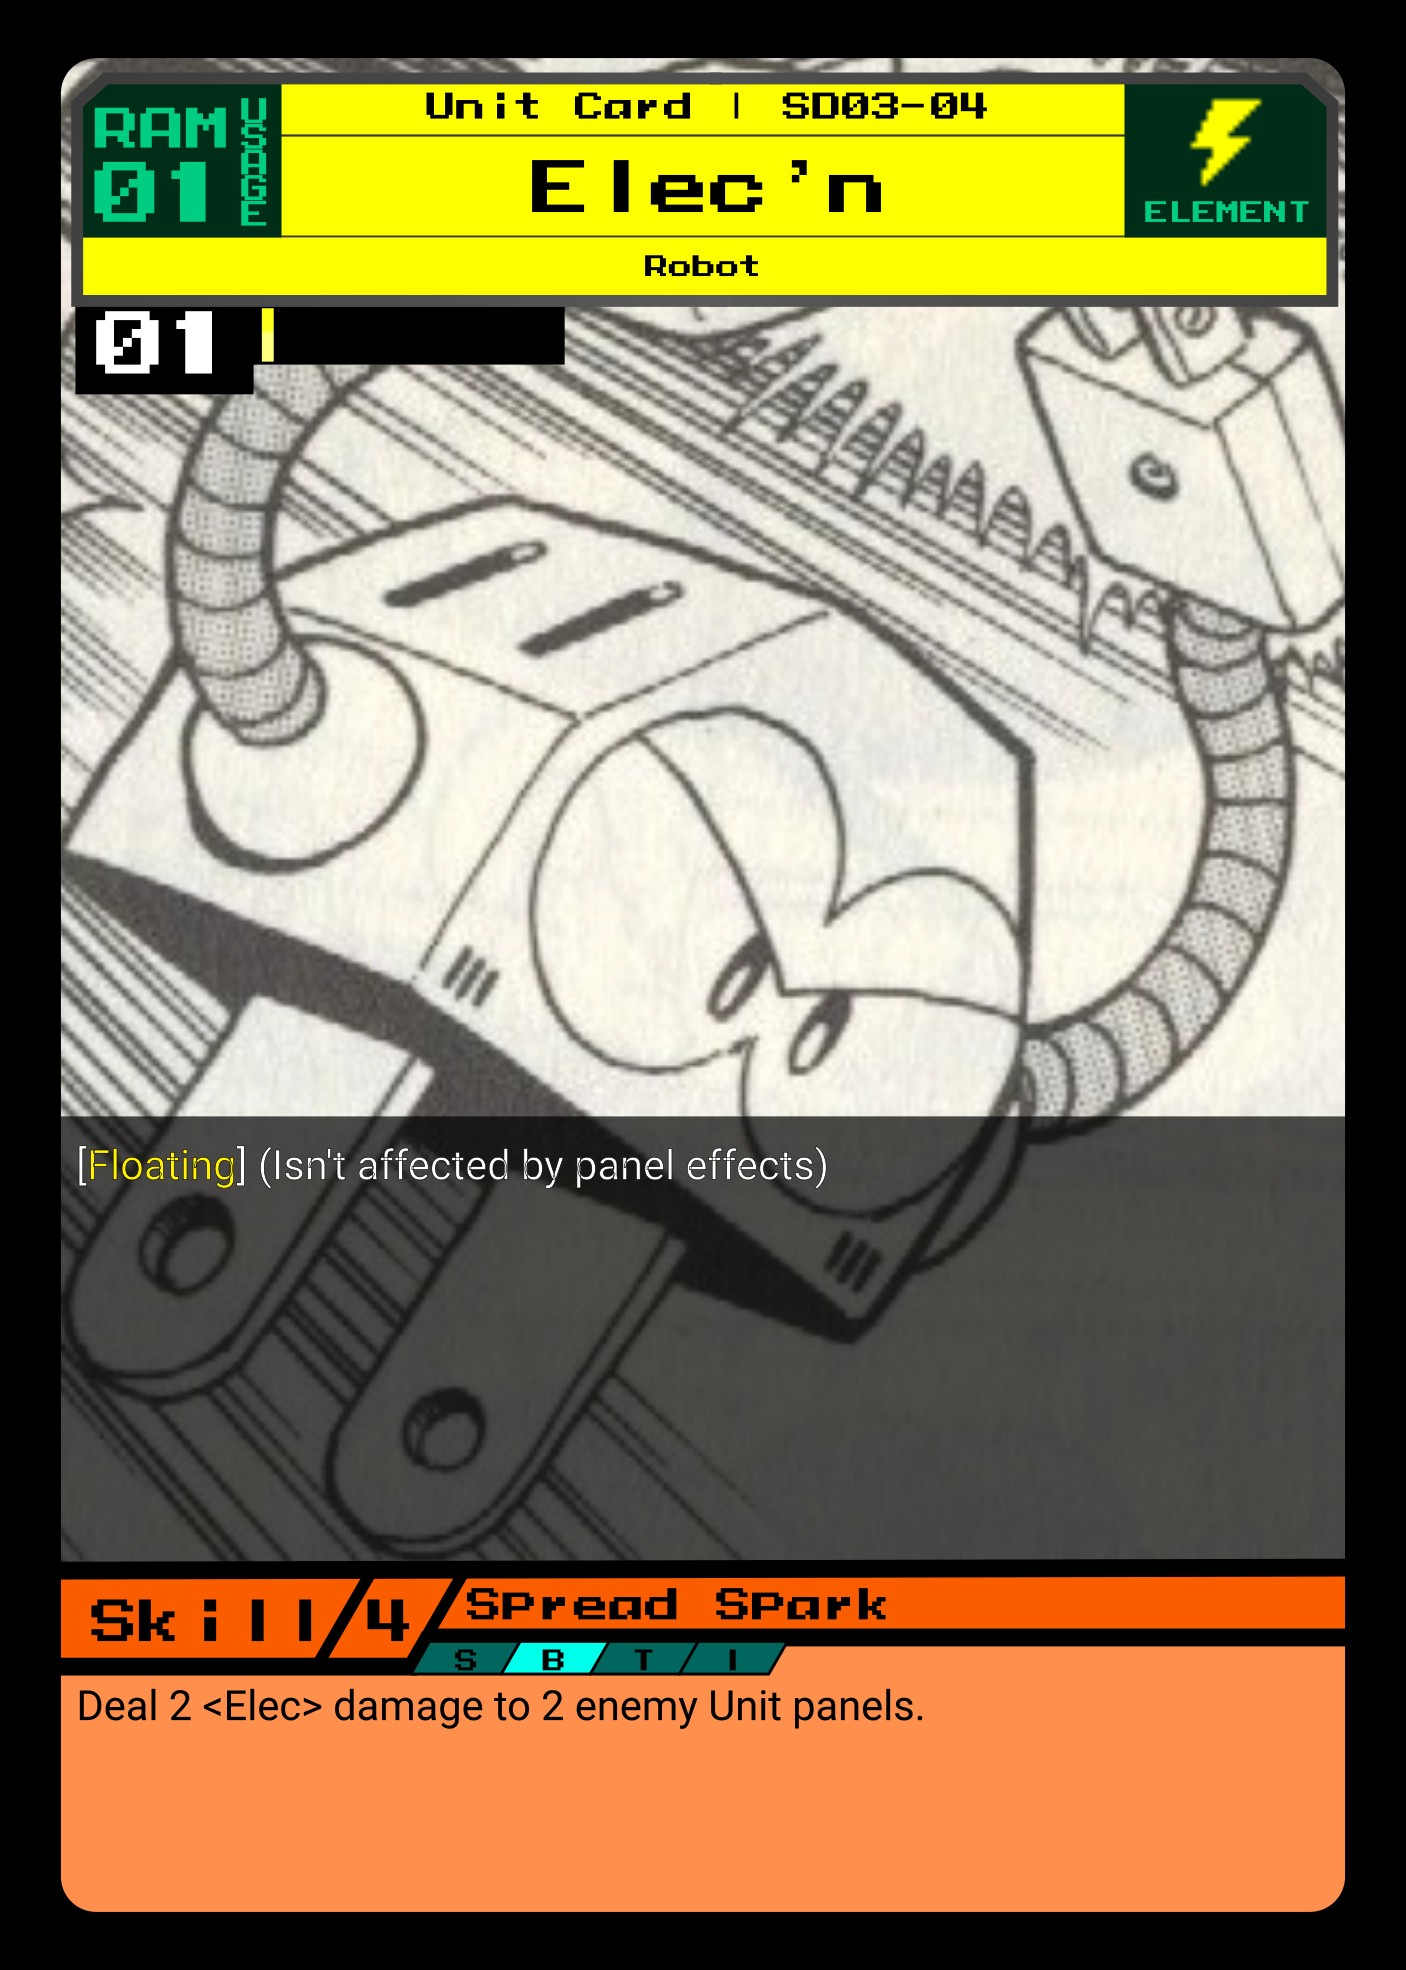 Unit Card | SD03-04
RAM USAGE
01
Elec'n
ELEMENT
Robot
01
[Floating] (Isn't affected by panel effects)
Skill/4 Spread Spark
S B T I
Deal 2 <Elec> damage to 2 enemy Unit panels.